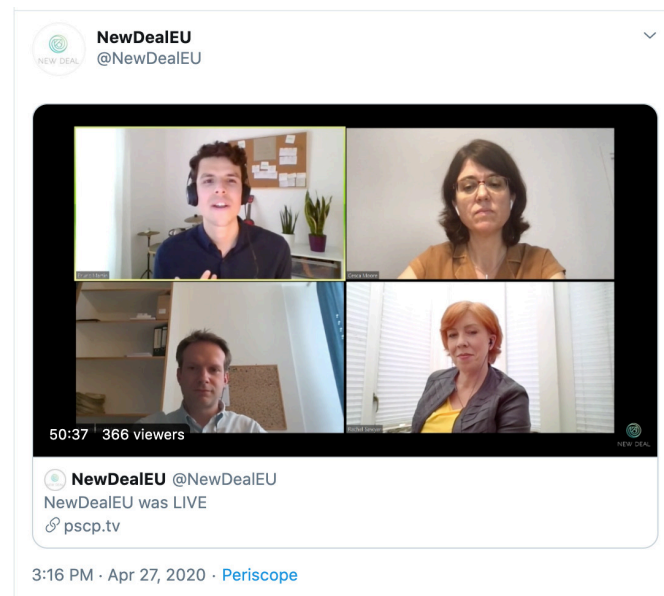 NewDealEU
@NewDealEU
NEW DEAL
50:37 366 viewers
NEW DEAL
NewDealEU @NewDealEU
NewDealEU was LIVE
pscp.tv
3:16 PM · Apr 27, 2020 · Periscope